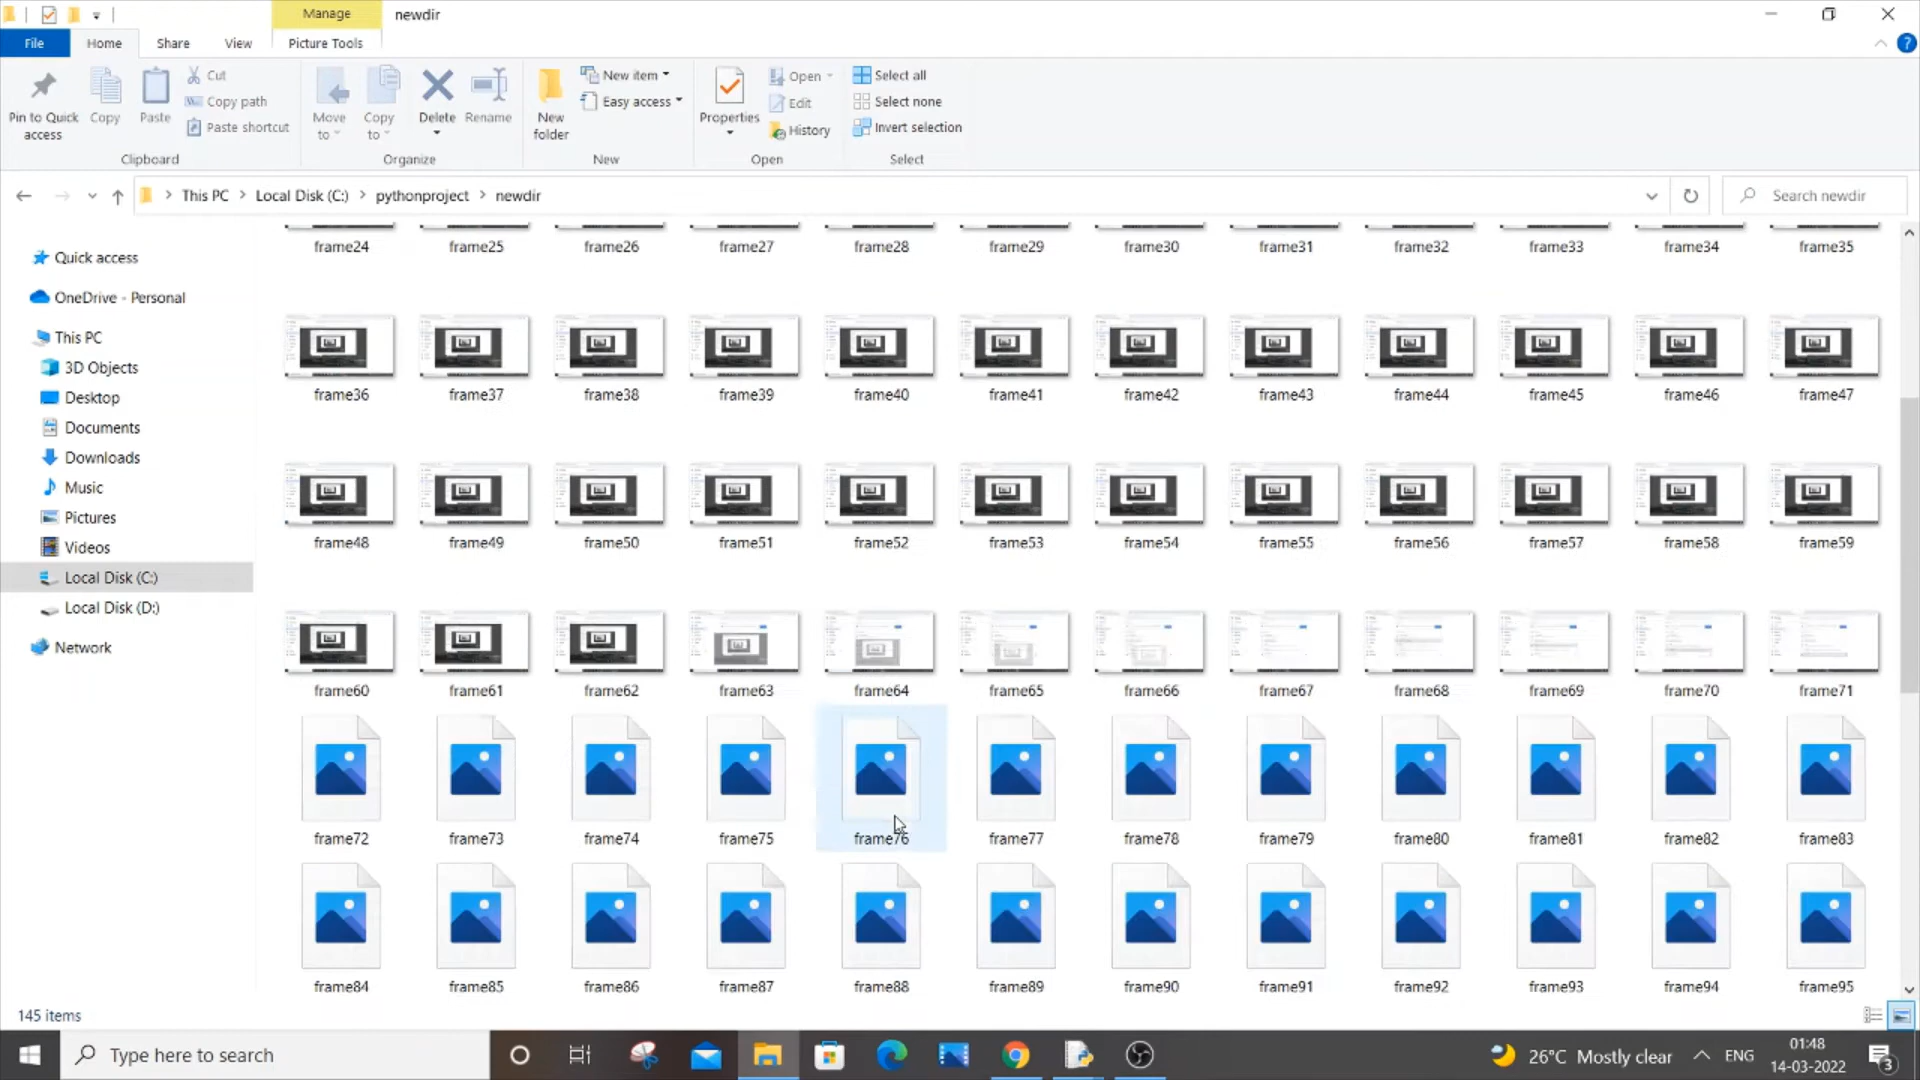 Manage
newdir
File
Home
Share
View
Picture Tools
Pin to Quick access
Copy
Paste
Cut
Copy path
Paste shortcut
Clipboard
Move to
Copy to
Delete
Rename
Organize
New folder
New item
Easy access
New
Properties
Open
Edit
History
Open
Select all
Select none
Invert selection
Select
This PC > Local Disk (C:) > pythonproject > newdir
Search newdir
Quick access
OneDrive - Personal
This PC
3D Objects
Desktop
Documents
Downloads
Music
Pictures
Videos
Local Disk (C:)
Local Disk (D:)
Network
frame24 frame25 frame26 frame27 frame28 frame29 frame30 frame31 frame32 frame33 frame34 frame35
frame36 frame37 frame38 frame39 frame40 frame41 frame42 frame43 frame44 frame45 frame46 frame47
frame48 frame49 frame50 frame51 frame52 frame53 frame54 frame55 frame56 frame57 frame58 frame59
frame60 frame61 frame62 frame63 frame64 frame65 frame66 frame67 frame68 frame69 frame70 frame71
frame72 frame73 frame74 frame75 frame76 frame77 frame78 frame79 frame80 frame81 frame82 frame83
frame84 frame85 frame86 frame87 frame88 frame89 frame90 frame91 frame92 frame93 frame94 frame95
145 items
Type here to search
26°C Mostly clear
ENG
01:48
14-03-2022
3